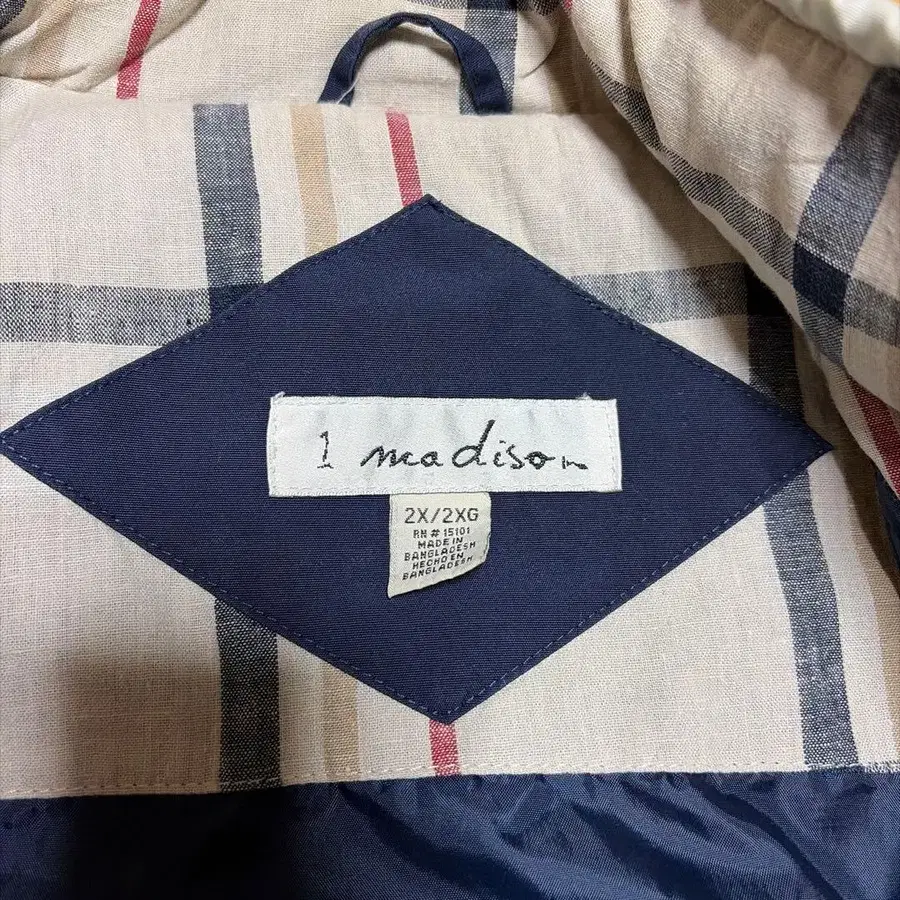 1 madison
2X/2XG
RN # 15101
MADE IN
BANGLADESH
HECHO EN
BANGLADESH